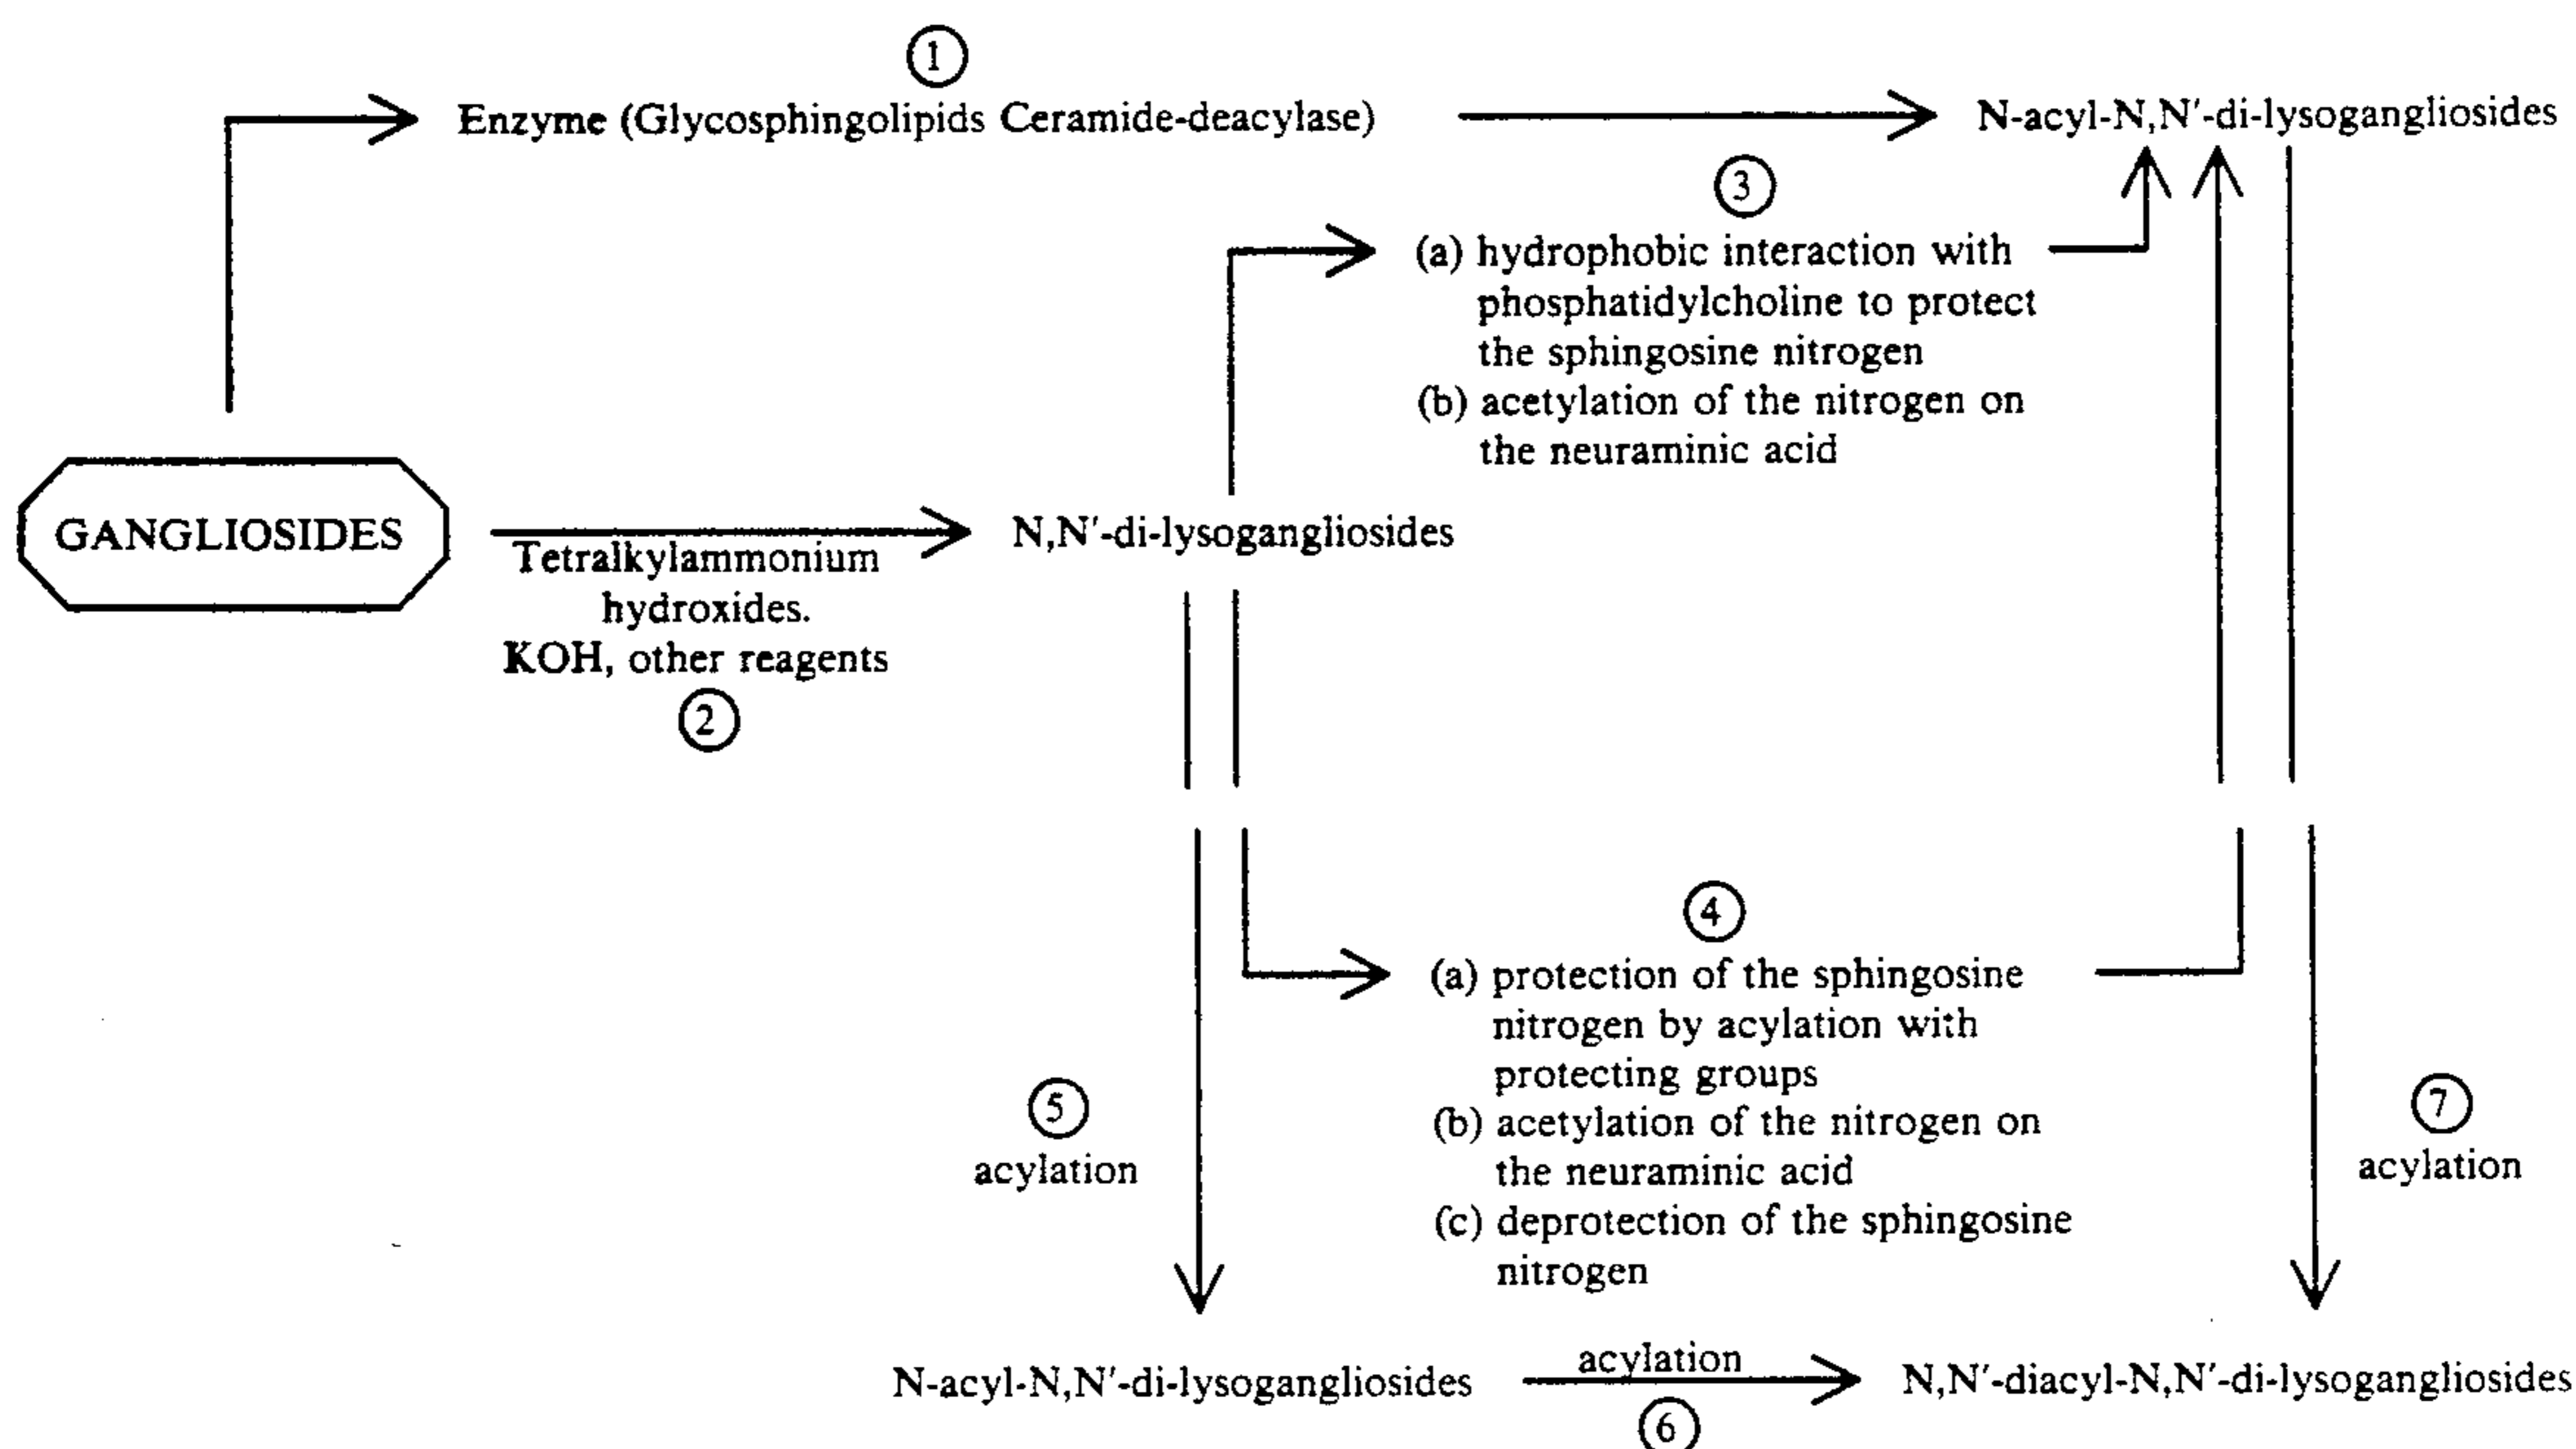 ①
Enzyme (Glycosphingolipids Ceramide-deacylase)
N-acyl-N,N'-di-lysogangliosides
③
(a) hydrophobic interaction with
phosphatidylcholine to protect
the sphingosine nitrogen
(b) acetylation of the nitrogen on
the neuraminic acid
GANGLIOSIDES
Tetralkylammonium
hydroxides.
KOH, other reagents
②
N,N'-di-lysogangliosides
④
(a) protection of the sphingosine
nitrogen by acylation with
protecting groups
(b) acetylation of the nitrogen on
the neuraminic acid
(c) deprotection of the sphingosine
nitrogen
⑤
acylation
⑦
acylation
N-acyl-N,N'-di-lysogangliosides
acylation
⑥
N,N'-diacyl-N,N'-di-lysogangliosides